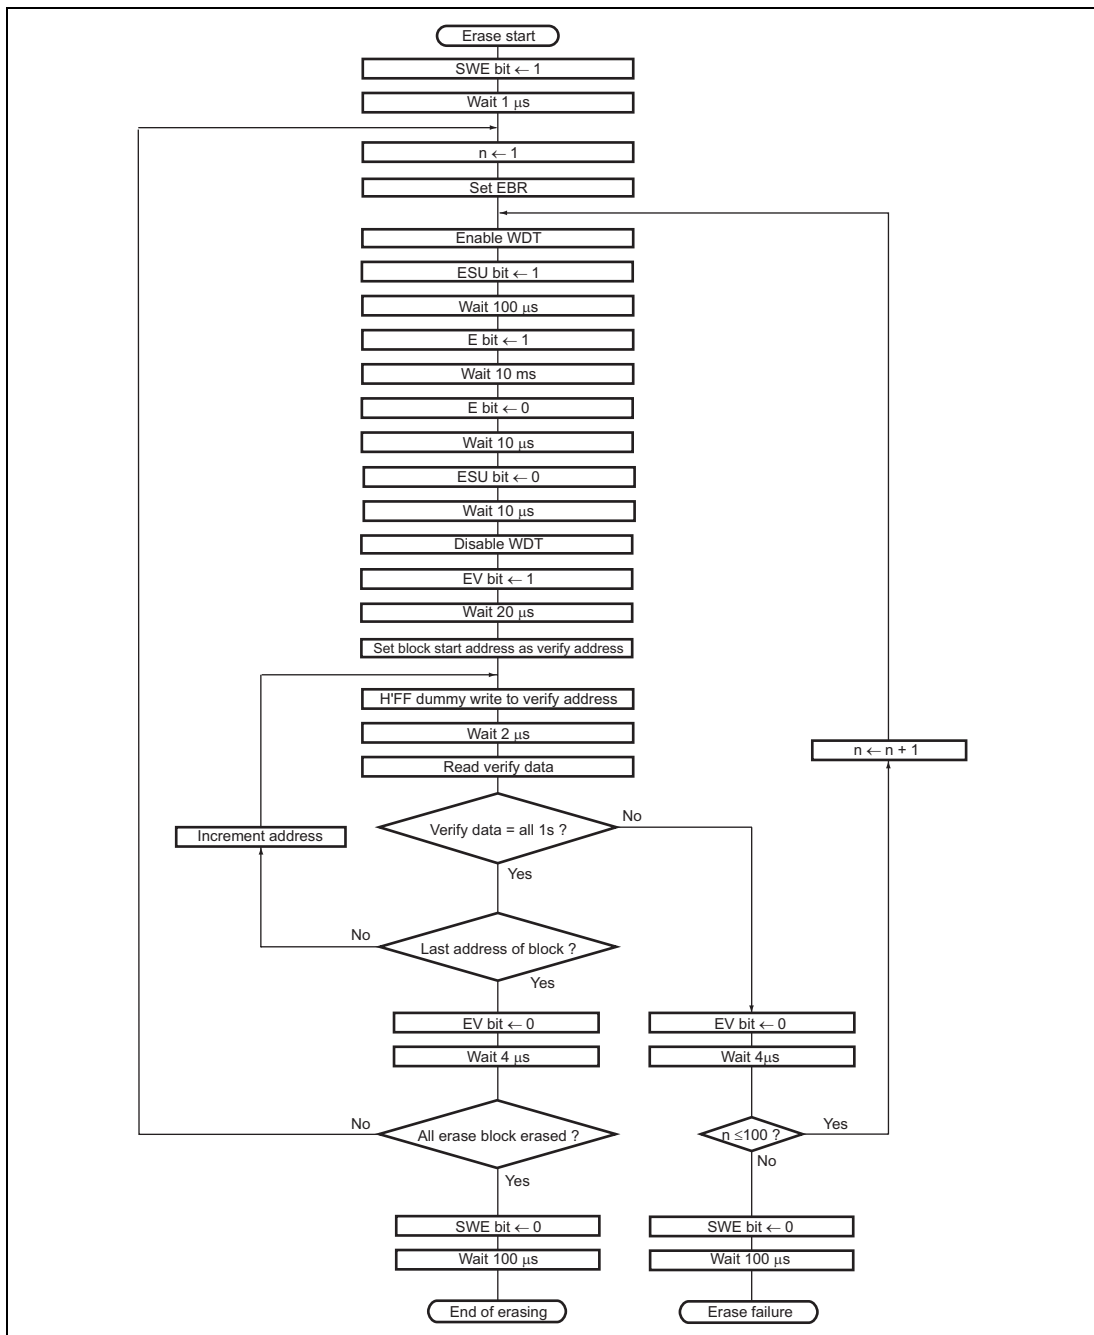 Erase start
SWE bit ← 1
Wait 1 μs
n ← 1
Set EBR
Enable WDT
ESU bit ← 1
Wait 100 μs
E bit ← 1
Wait 10 ms
E bit ← 0
Wait 10 μs
ESU bit ← 0
Wait 10 μs
Disable WDT
EV bit ← 1
Wait 20 μs
Set block start address as verify address
H'FF dummy write to verify address
Wait 2 μs
n ← n + 1
Read verify data
No
Verify data = all 1s ?
Increment address
Yes
No
Last address of block ?
Yes
EV bit ← 0
EV bit ← 0
Wait 4 μs
Wait 4μs
No
Yes
All erase block erased ?
n ≤100 ?
No
Yes
SWE bit ← 0
SWE bit ← 0
Wait 100 μs
Wait 100 μs
End of erasing
Erase failure